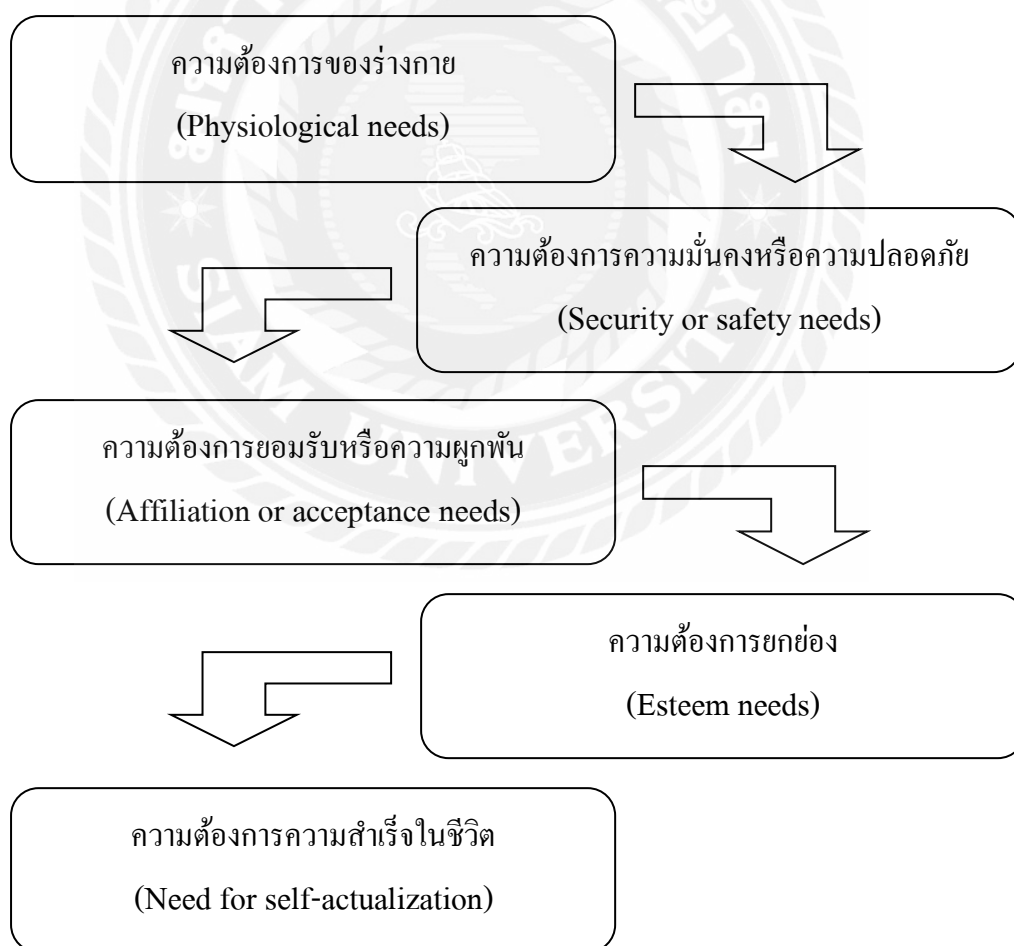 ความต้องการของร่างกาย
(Physiological needs)
ความต้องการความมั่นคงหรือความปลอดภัย
(Security or safety needs)
ความต้องการยอมรับหรือความผูกพัน
(Affiliation or acceptance needs)
ความต้องการยกย่อง
(Esteem needs)
ความต้องการความสำเร็จในชีวิต
(Need for self-actualization)
SIAM UNIVERSITY